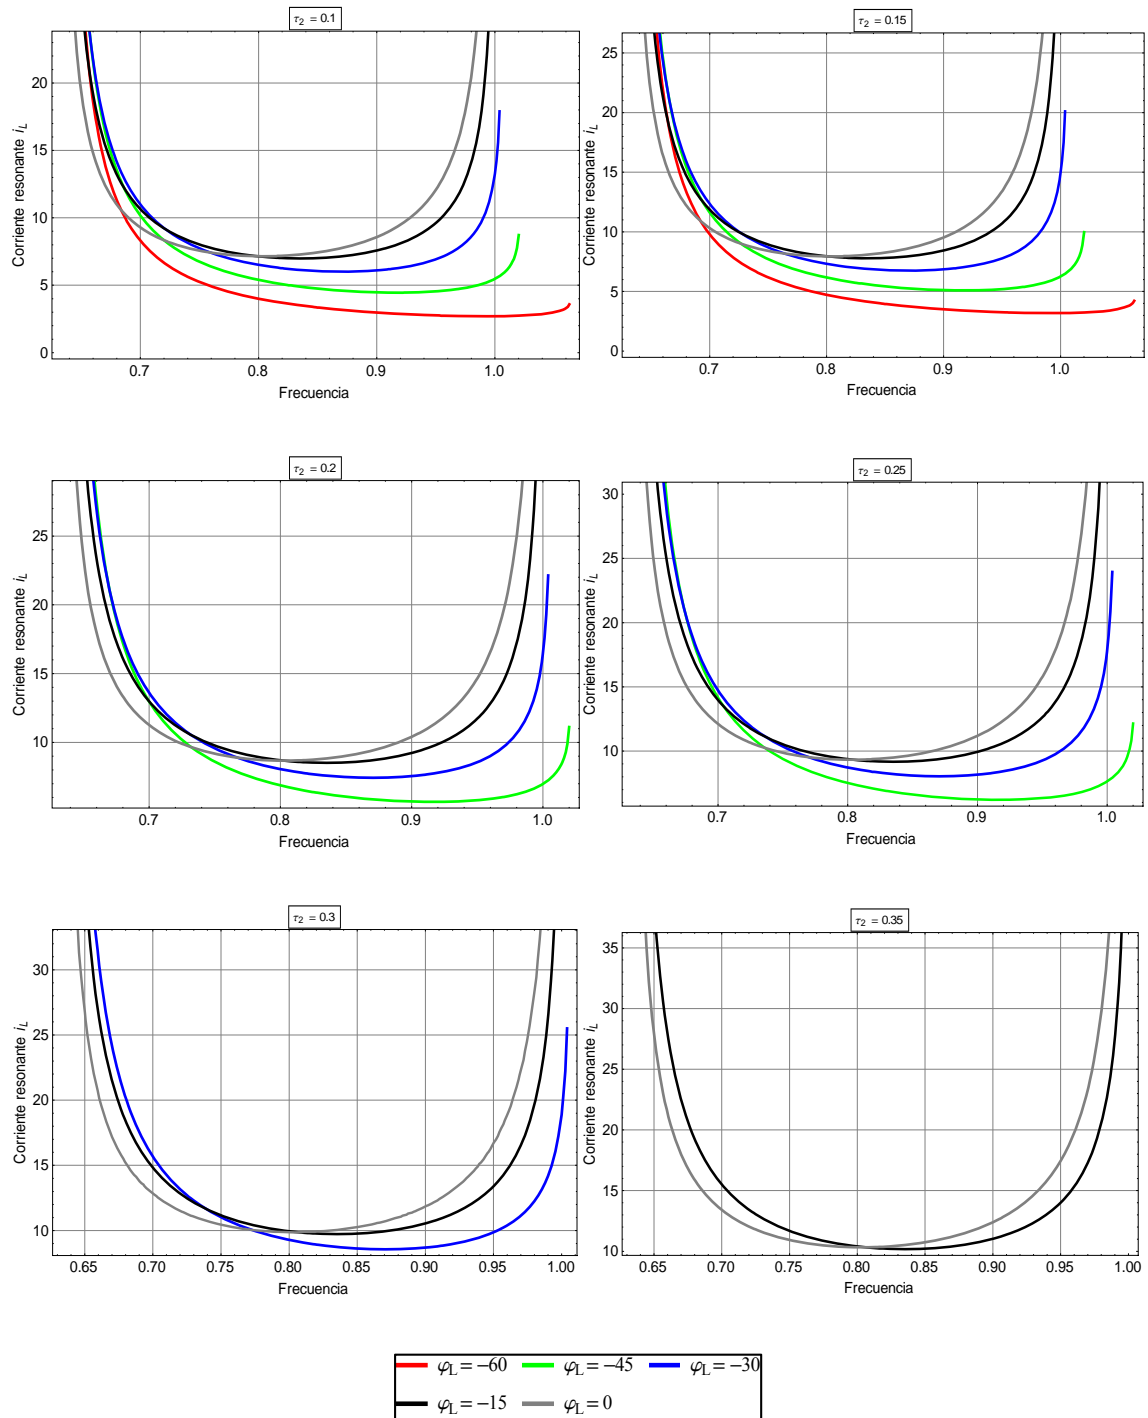 τ2 = 0.1
Corriente resonante iL
20
15
10
5
0
0.7 0.8 0.9 1.0
Frecuencia
τ2 = 0.15
Corriente resonante iL
25
20
15
10
5
0
0.7 0.8 0.9 1.0
Frecuencia
τ2 = 0.2
Corriente resonante iL
25
20
15
10
0.7 0.8 0.9 1.0
Frecuencia
τ2 = 0.25
Corriente resonante iL
30
25
20
15
10
0.7 0.8 0.9 1.0
Frecuencia
τ2 = 0.3
Corriente resonante iL
30
25
20
15
10
0.65 0.70 0.75 0.80 0.85 0.90 0.95 1.00
Frecuencia
τ2 = 0.35
Corriente resonante iL
35
30
25
20
15
10
0.65 0.70 0.75 0.80 0.85 0.90 0.95 1.00
Frecuencia
φL = −60 φL = −45 φL = −30
φL = −15 φL = 0